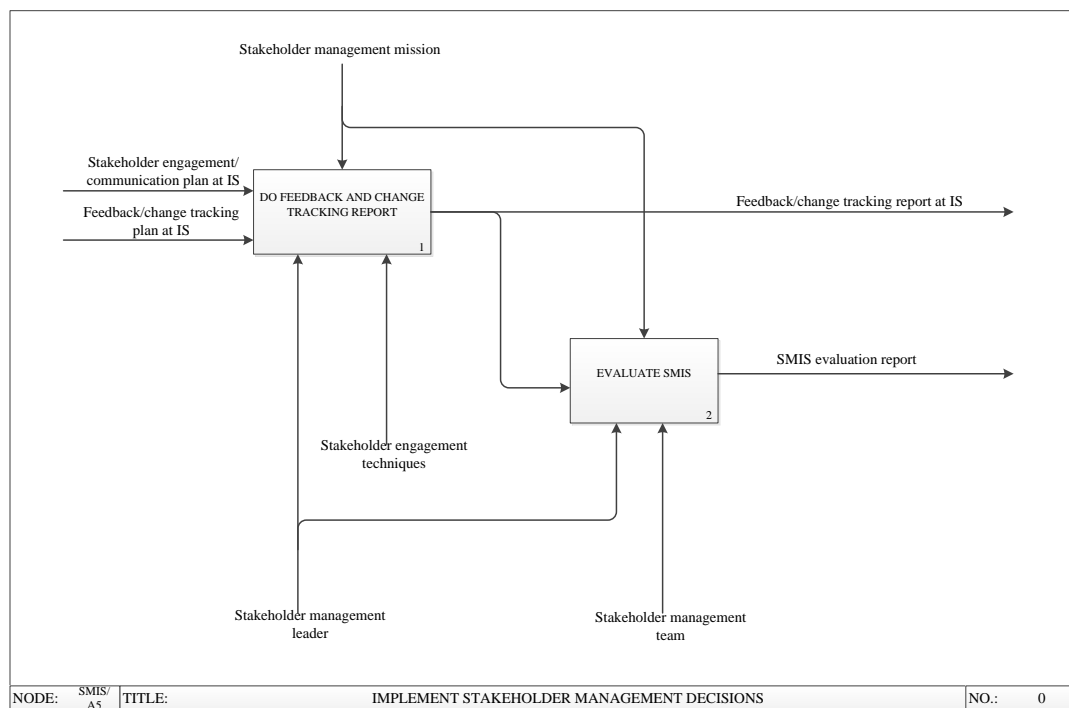 Stakeholder management mission
Stakeholder engagement/
communication plan at IS
Feedback/change tracking
plan at IS
DO FEEDBACK AND CHANGE
TRACKING REPORT
1
Feedback/change tracking report at IS
EVALUATE SMIS
2
SMIS evaluation report
Stakeholder engagement
techniques
Stakeholder management
leader
Stakeholder management
team
NODE:
SMIS/
A5
TITLE:
IMPLEMENT STAKEHOLDER MANAGEMENT DECISIONS
NO.:
0